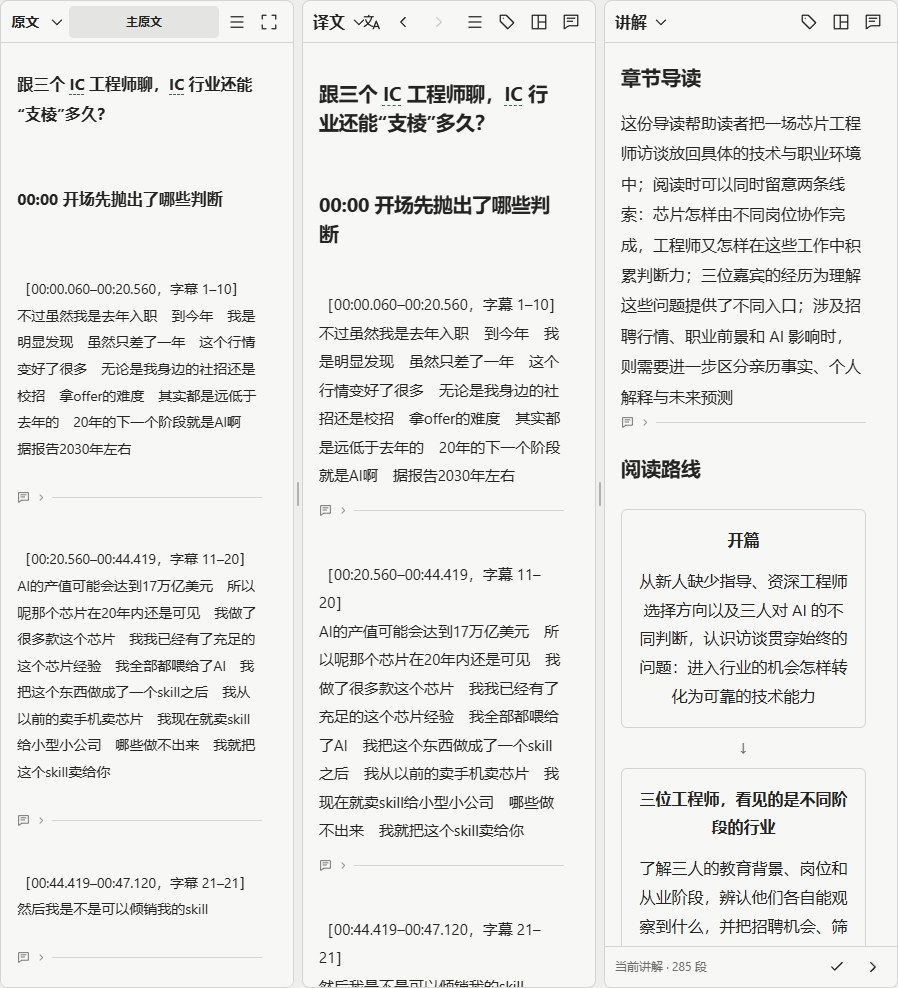 原文
主原文
跟三个 IC 工程师聊，IC 行业还能
“支棱”多久？
00:00 开场先抛出了哪些判断
[00:00.060–00:20.560，字幕 1–10]
不过虽然我是去年入职　到今年　我是
明显发现　虽然只差了一年　这个行情
变好了很多　无论是我身边的社招还是
校招　拿offer的难度　其实都是远低于
去年的　20年的下一个阶段就是AI啊
据报告2030年左右
[00:20.560–00:44.419，字幕 11–20]
AI的产值可能会达到17万亿美元　所以
呢那个芯片在20年内还是可见　我做了
很多款这个芯片　我我已经有了充足的
这个芯片经验　我全部都喂给了AI　我
把这个东西做成了一个skill之后　我从
以前的卖手机卖芯片　我现在就卖skill
给小型小公司　哪些做不出来　我就把
这个skill卖给你
[00:44.419–00:47.120，字幕 21–21]
然后我是不是可以倾销我的skill
译文
跟三个 IC 工程师聊，IC 行
业还能“支棱”多久？
00:00 开场先抛出了哪些判
断
[00:00.060–00:20.560，字幕 1–10]
不过虽然我是去年入职　到今年　我
是明显发现　虽然只差了一年　这个
行情变好了很多　无论是我身边的社
招还是校招　拿offer的难度　其实都
是远低于去年的　20年的下一个阶段
就是AI啊　据报告2030年左右
[00:20.560–00:44.419，字幕 11–
20]
AI的产值可能会达到17万亿美元　所
以呢那个芯片在20年内还是可见　我
做了很多款这个芯片　我我已经有了
充足的这个芯片经验　我全部都喂给
了AI　我把这个东西做成了一个skill
之后　我从以前的卖手机卖芯片　我
现在就卖skill给小型小公司　哪些做
不出来　我就把这个skill卖给你
[00:44.419–00:47.120，字幕 21–
21]
然后我是不是可以倾销我的skill
讲解
章节导读
这份导读帮助读者把一场芯片工程
师访谈放回具体的技术与职业环境
中；阅读时可以同时留意两条线
索：芯片怎样由不同岗位协作完
成，工程师又怎样在这些工作中积
累判断力；三位嘉宾的经历为理解
这些问题提供了不同入口；涉及招
聘行情、职业前景和 AI 影响时，
则需要进一步区分亲历事实、个人
解释与未来预测
阅读路线
开篇
从新人缺少指导、资深工程师
选择方向以及三人对 AI 的不
同判断，认识访谈贯穿始终的
问题：进入行业的机会怎样转
化为可靠的技术能力
↓
三位工程师，看见的是不同阶
段的行业
了解三人的教育背景、岗位和
从业阶段，辨认他们各自能观
察到什么，并把招聘机会、筛
当前讲解 · 285 段